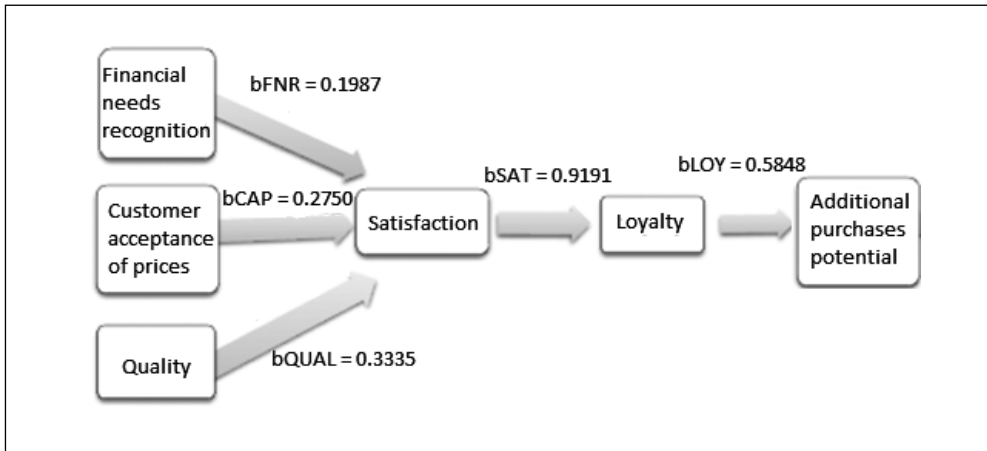 Financial
needs
recognition
bFNR = 0.1987
bCAP = 0.2750
Customer
acceptance
of prices
Quality
bQUAL = 0.3335
Satisfaction
bSAT = 0.9191
Loyalty
bLOY = 0.5848
Additional
purchases
potential